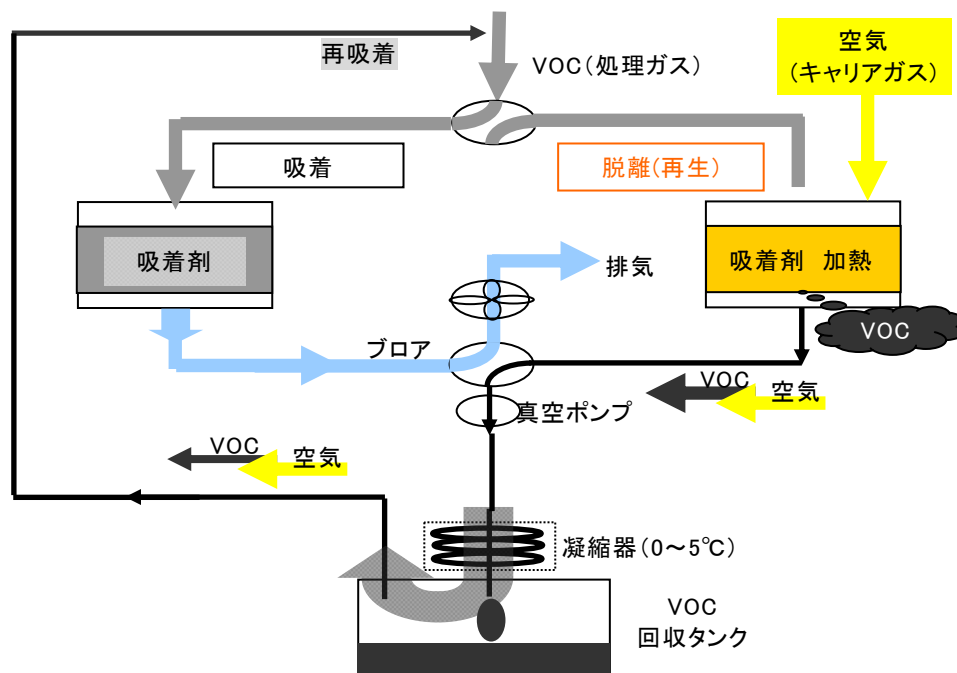 再吸着
VOC(処理ガス)
空気
(キャリアガス)
吸着
脱離(再生)
吸着剤
排気
吸着剤 加熱
VOC
ブロア
VOC
空気
真空ポンプ
VOC
空気
凝縮器(0~5℃)
VOC
回収タンク